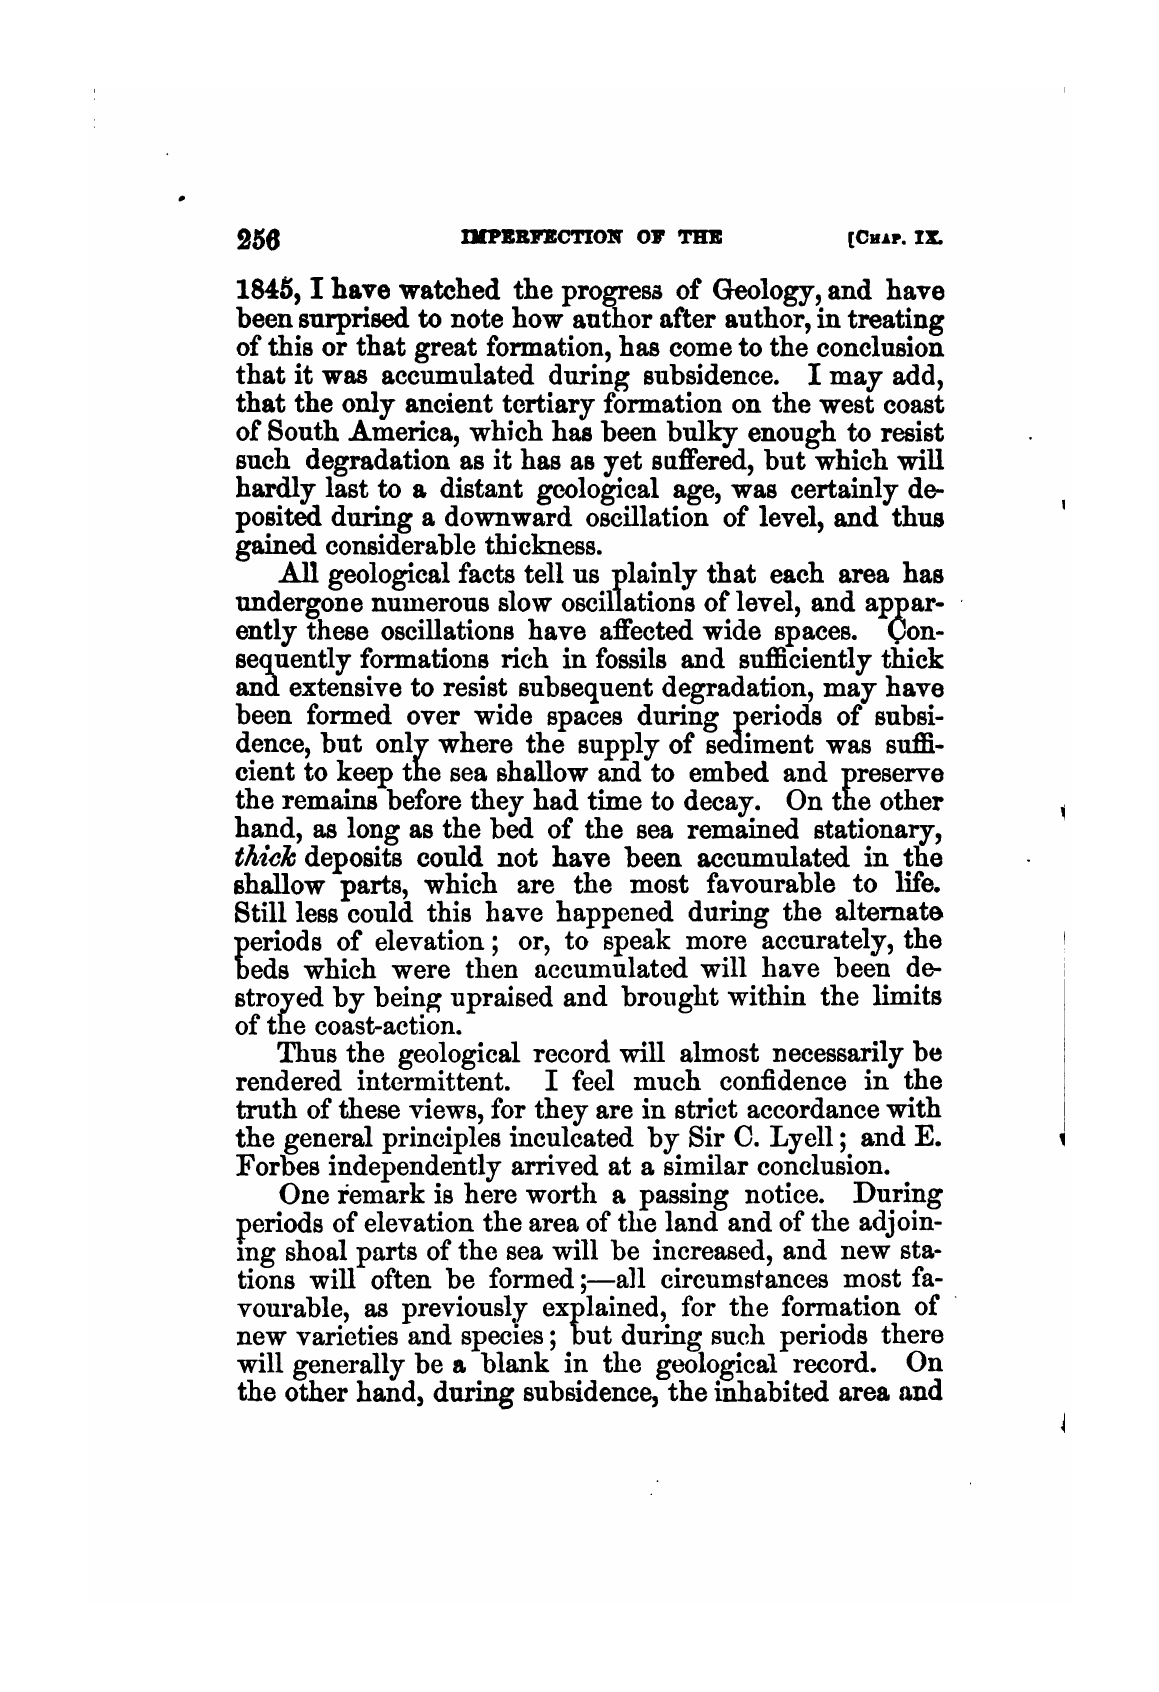 256 IMPERFECTION OF THE [CHAP. IX.
1845, I have watched the progress of Geology, and have
been surprised to note how author after author, in treating
of this or that great formation, has come to the conclusion
that it was accumulated during subsidence. I may add,
that the only ancient tertiary formation on the west coast
of South America, which has been bulky enough to resist
such degradation as it has as yet suffered, but which will
hardly last to a distant geological age, was certainly de-
posited during a downward oscillation of level, and thus
gained considerable thickness.
All geological facts tell us plainly that each area has
undergone numerous slow oscillations of level, and appar-
ently these oscillations have affected wide spaces. Con-
sequently formations rich in fossils and sufficiently thick
and extensive to resist subsequent degradation, may have
been formed over wide spaces during periods of subsi-
dence, but only where the supply of sediment was suffi-
cient to keep the sea shallow and to embed and preserve
the remains before they had time to decay. On the other
hand, as long as the bed of the sea remained stationary,
thick deposits could not have been accumulated in the
shallow parts, which are the most favourable to life.
Still less could this have happened during the alternate
periods of elevation; or, to speak more accurately, the
beds which were then accumulated will have been de-
stroyed by being upraised and brought within the limits
of the coast-action.
Thus the geological record will almost necessarily be
rendered intermittent. I feel much confidence in the
truth of these views, for they are in strict accordance with
the general principles inculcated by Sir C. Lyell; and E.
Forbes independently arrived at a similar conclusion.
One remark is here worth a passing notice. During
periods of elevation the area of the land and of the adjoin-
ing shoal parts of the sea will be increased, and new sta-
tions will often be formed;—all circumstances most fa-
vourable, as previously explained, for the formation of
new varieties and species; but during such periods there
will generally be a blank in the geological record. On
the other hand, during subsidence, the inhabited area and